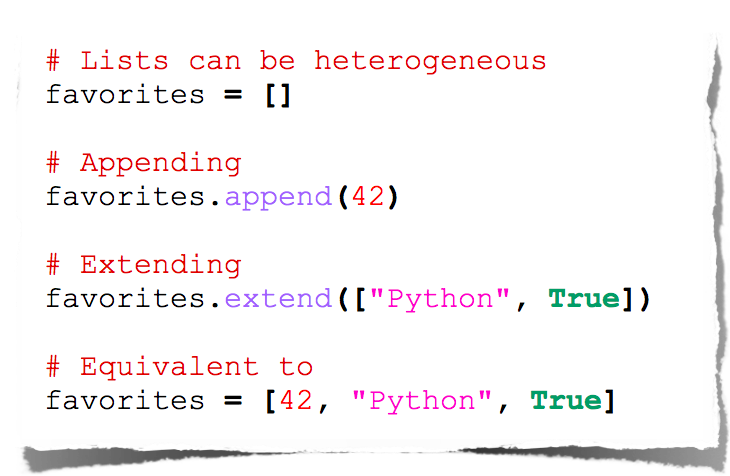 # Lists can be heterogeneous
favorites = []
# Appending
favorites.append(42)
# Extending
favorites.extend(["Python", True])
# Equivalent to
favorites = [42, "Python", True]